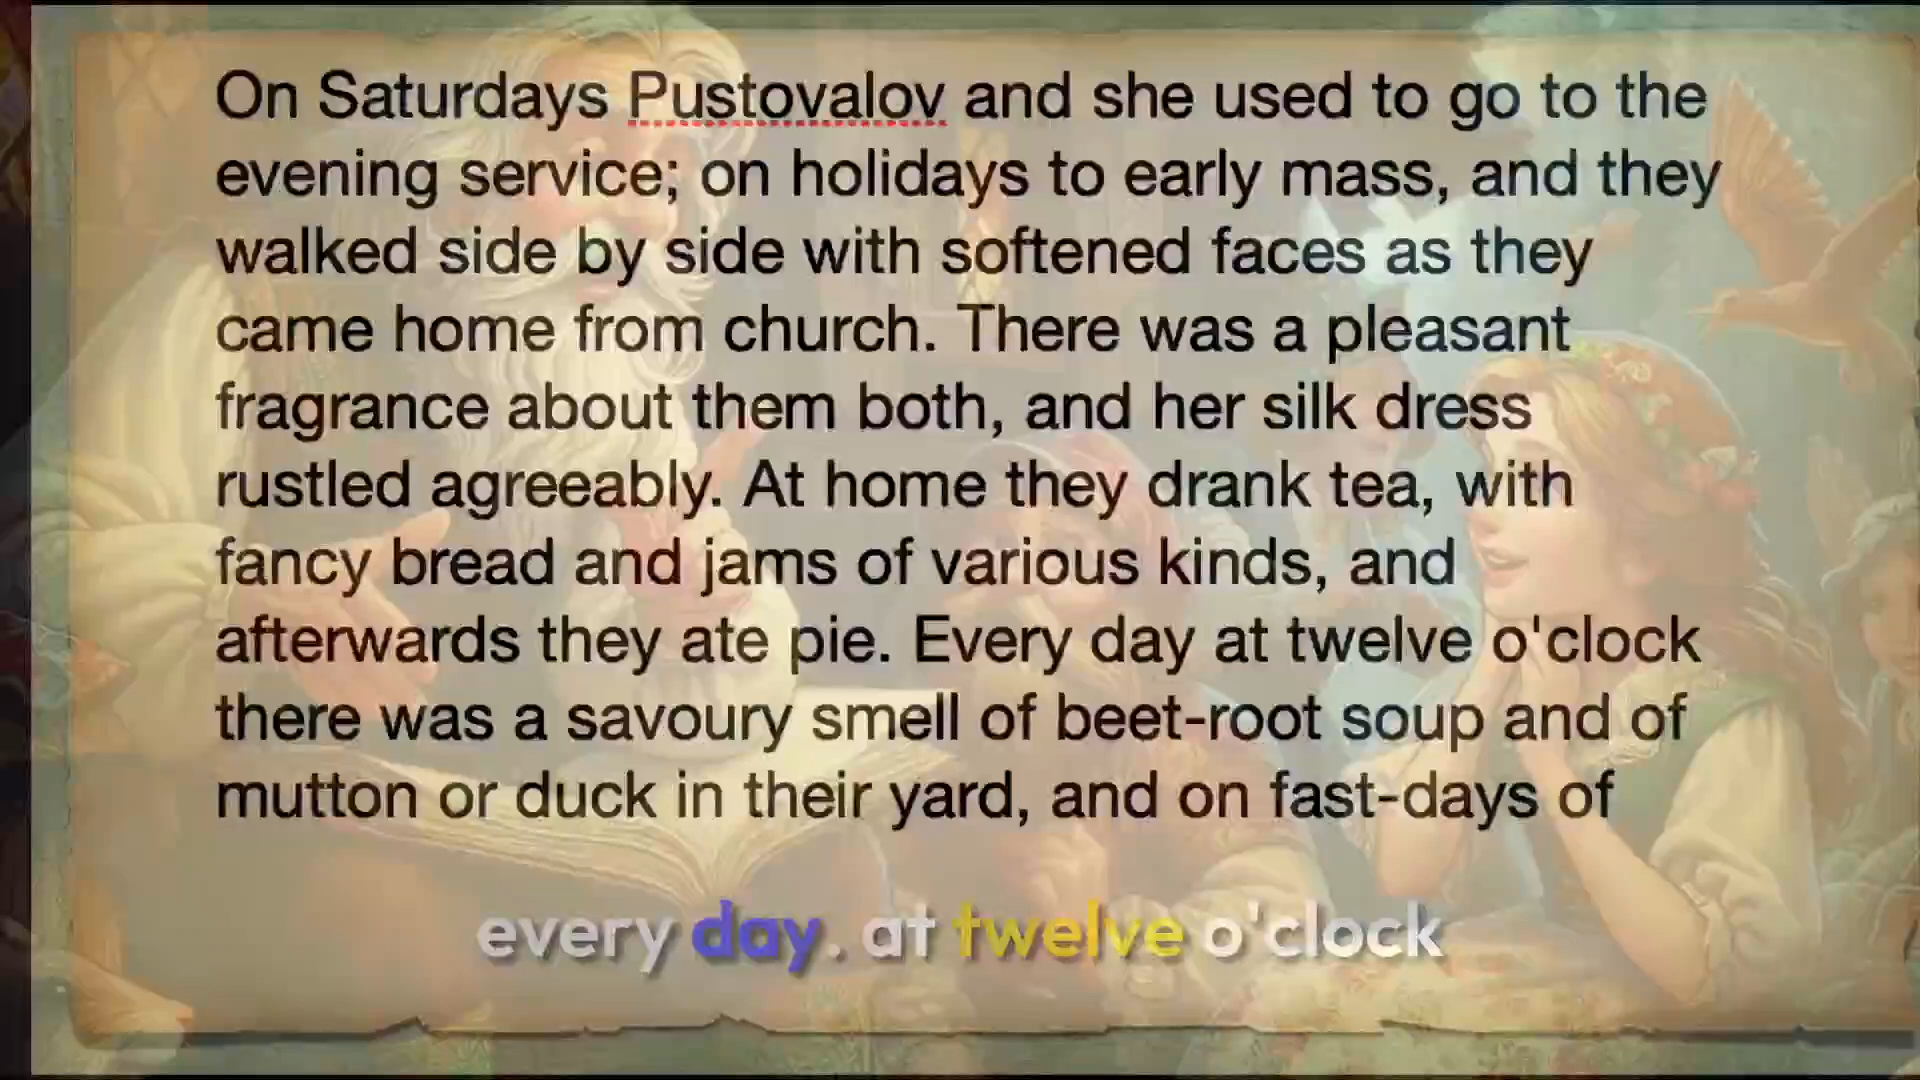 On Saturdays Pustovalov and she used to go to the
evening service; on holidays to early mass, and they
walked side by side with softened faces as they
came home from church. There was a pleasant
fragrance about them both, and her silk dress
rustled agreeably. At home they drank tea, with
fancy bread and jams of various kinds, and
afterwards they ate pie. Every day at twelve o'clock
there was a savoury smell of beet-root soup and of
mutton or duck in their yard, and on fast-days of
every day. at twelve o'clock